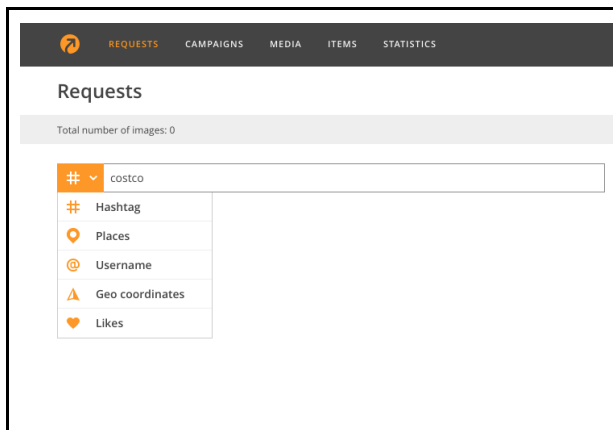 REQUESTS CAMPAIGNS MEDIA ITEMS STATISTICS
Requests
Total number of images: 0
# costco
# Hashtag
Places
@ Username
Geo coordinates
Likes